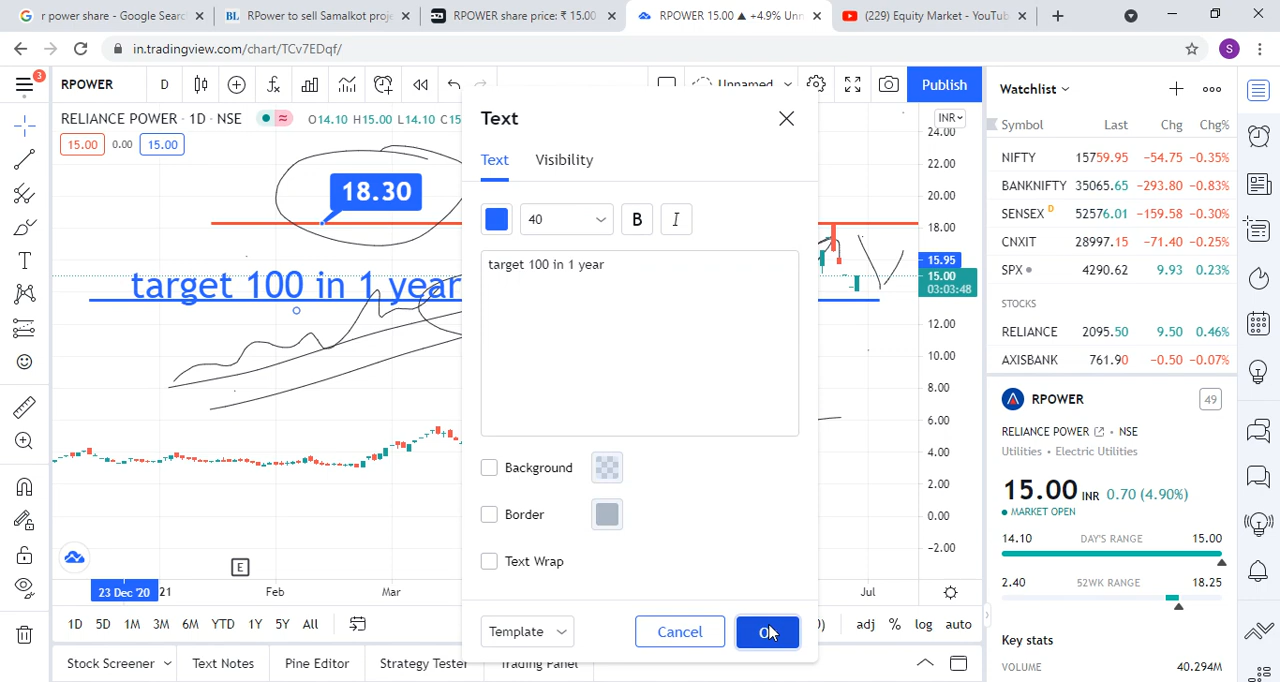 r power share - Google Searc
RPower to sell Samalkot proje
RPOWER share price: ₹ 15.00
RPOWER 15.00 ▲ +4.9% Unn
(229) Equity Market - YouTub
in.tradingview.com/chart/TCv7EDqf/
S
3
RPOWER
D
Unnamed
Publish
RELIANCE POWER · 1D · NSE
O14.10 H15.00 L14.10 C15
15.00 0.00 15.00
18.30
target 100 in 1 year
INR
24.00
22.00
20.00
18.00
15.95
15.00
03:03:48
12.00
10.00
8.00
6.00
4.00
2.00
0.00
−2.00
E
23 Dec '20
21
Feb
Mar
Jul
1D 5D 1M 3M 6M YTD 1Y 5Y All
adj % log auto
Stock Screener
Text Notes
Pine Editor
Strategy Tester
Trading Panel
Text
Text
Visibility
40
B
I
target 100 in 1 year
Background
Border
Text Wrap
Template
Cancel
Watchlist
Symbol Last Chg Chg%
NIFTY 15759.95 −54.75 −0.35%
BANKNIFTY 35065.65 −293.80 −0.83%
SENSEX D 52576.01 −159.58 −0.30%
CNXIT 28997.15 −71.40 −0.25%
SPX 4290.62 9.93 0.23%
STOCKS
RELIANCE 2095.50 9.50 0.46%
AXISBANK 761.90 −0.50 −0.07%
RPOWER
49
RELIANCE POWER • NSE
Utilities • Electric Utilities
15.00 INR 0.70 (4.90%)
MARKET OPEN
14.10 DAY'S RANGE 15.00
2.40 52WK RANGE 18.25
Key stats
VOLUME 40.294M